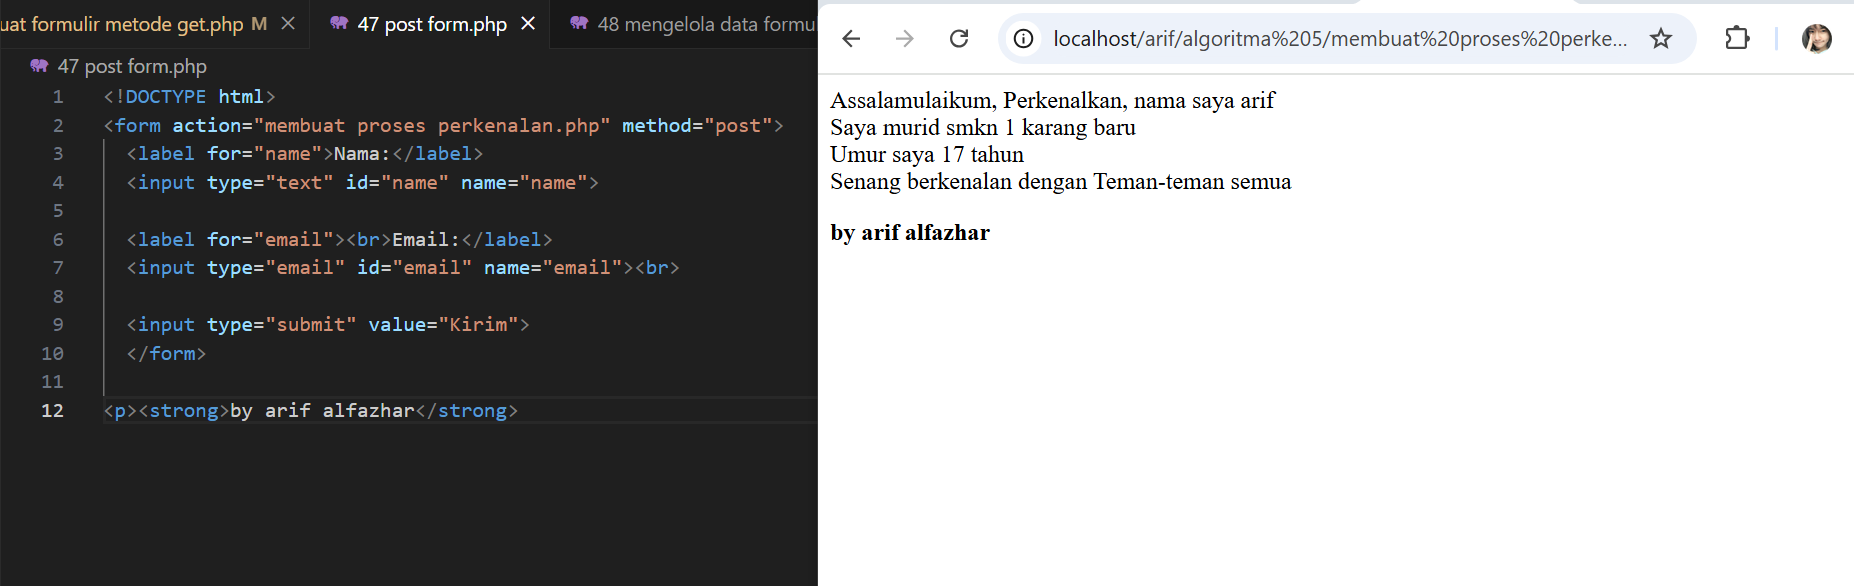 uat formulir metode get.php M
47 post form.php
48 mengelola data formul
47 post form.php
1 <!DOCTYPE html>
2 <form action="membuat proses perkenalan.php" method="post">
3 <label for="name">Nama:</label>
4 <input type="text" id="name" name="name">
5
6 <label for="email"><br>Email:</label>
7 <input type="email" id="email" name="email"><br>
8
9 <input type="submit" value="Kirim">
10 </form>
11
12 <p><strong>by arif alfazhar</strong>
localhost/arif/algoritma%205/membuat%20proses%20perke...
Assalamulaikum, Perkenalkan, nama saya arif
Saya murid smkn 1 karang baru
Umur saya 17 tahun
Senang berkenalan dengan Teman-teman semua
by arif alfazhar